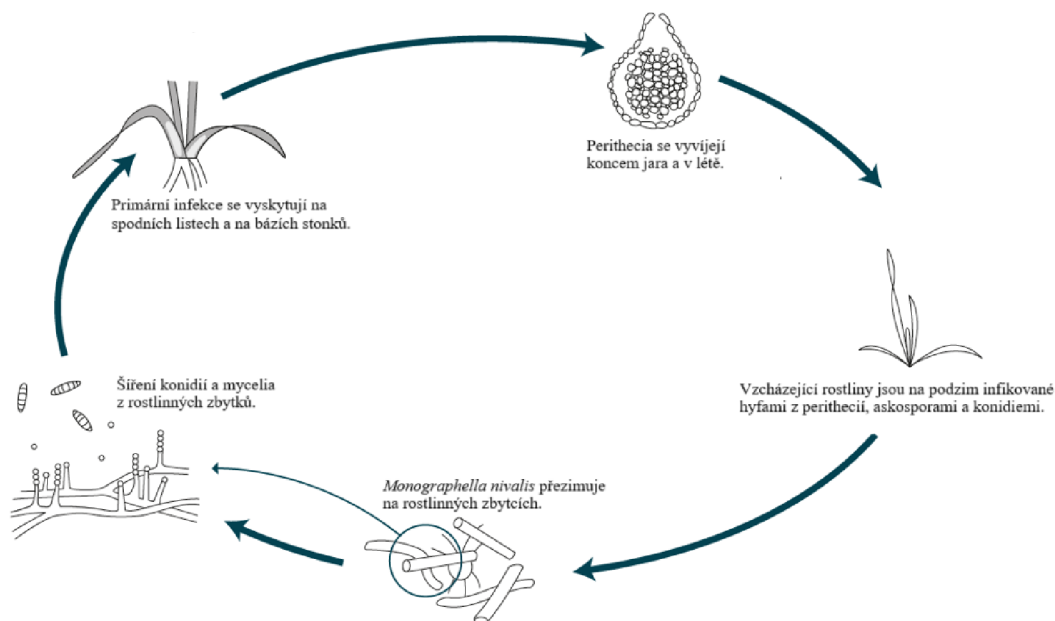 Perithecia se vyvíjejí
koncem jara a v létě.
Primární infekce se vyskytují na
spodních listech a na bázích stonků.
Vzcházející rostliny jsou na podzim infikované
hyfami z perithecií, askosporami a konidiemi.
Šíření konidií a mycelia
z rostlinných zbytků.
Monographella nivalis přezimuje
na rostlinných zbytcích.